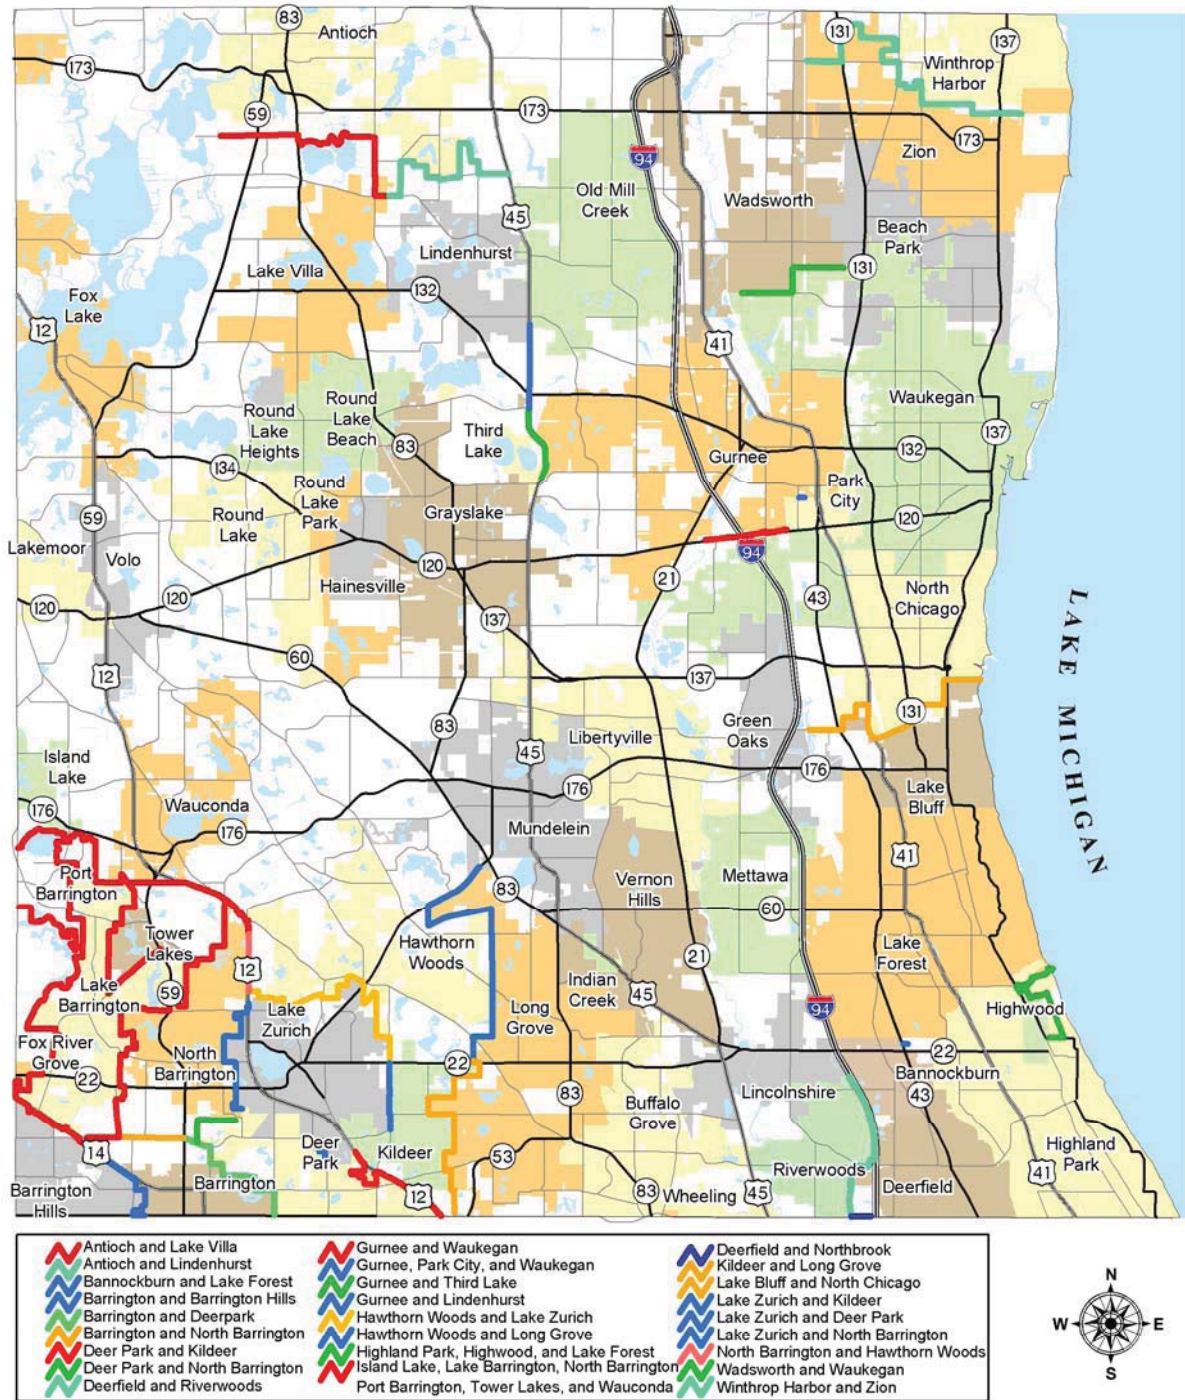 83
Antioch
131
137
173
Winthrop
Harbor
59
173
173
94
Zion
Old Mill
Creek
Wadsworth
45
Beach
Park
Lindenhurst
131
Lake Villa
132
Fox
Lake
12
41
Round
Lake
Heights
Round
Lake
Beach
Waukegan
Third
Lake
83
137
132
Gurnee
134
Round
Lake
Park
Park
City
59
Round
Lake
Grayslake
120
Lakemoor
Volo
94
120
21
Hainesville
43
North
Chicago
120
120
137
60
LAKE MICHIGAN
12
137
131
83
Green
Oaks
Libertyville
45
Island
Lake
176
176
Lake
Bluff
Wauconda
176
176
Mundelein
41
Port
Barrington
Vernon
Hills
Mettawa
83
60
Tower
Lakes
Hawthorn
Woods
Lake
Forest
21
12
Indian
Creek
59
Lake
Barrington
45
94
Highwood
Lake
Zurich
Long
Grove
Fox River
Grove
North
Barrington
22
22
22
Bannockburn
83
Lincolnshire
43
Buffalo
Grove
14
Deer
Park
Kildeer
53
Highland
Park
41
Riverwoods
Barrington
Hills
Barrington
12
83
Wheeling
45
Deerfield
Antioch and Lake Villa
Antioch and Lindenhurst
Bannockburn and Lake Forest
Barrington and Barrington Hills
Barrington and Deerpark
Barrington and North Barrington
Deer Park and Kildeer
Deer Park and North Barrington
Deerfield and Riverwoods
Gurnee and Waukegan
Gurnee, Park City, and Waukegan
Gurnee and Third Lake
Gurnee and Lindenhurst
Hawthorn Woods and Lake Zurich
Hawthorn Woods and Long Grove
Highland Park, Highwood, and Lake Forest
Island Lake, Lake Barrington, North Barrington
Port Barrington, Tower Lakes, and Wauconda
Deerfield and Northbrook
Kildeer and Long Grove
Lake Bluff and North Chicago
Lake Zurich and Kildeer
Lake Zurich and Deer Park
Lake Zurich and North Barrington
North Barrington and Hawthorn Woods
Wadsworth and Waukegan
Winthrop Harbor and Zion
N
W E
S